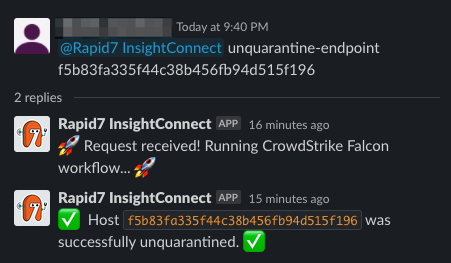 Today at 9:40 PM
@Rapid7 InsightConnect unquarantine-endpoint
f5b83fa335f44c38b456fb94d515f196
2 replies
Rapid7 InsightConnect APP 16 minutes ago
🚀 Request received! Running CrowdStrike Falcon
workflow... 🚀
Rapid7 InsightConnect APP 15 minutes ago
✅ Host f5b83fa335f44c38b456fb94d515f196 was
successfully unquarantined. ✅